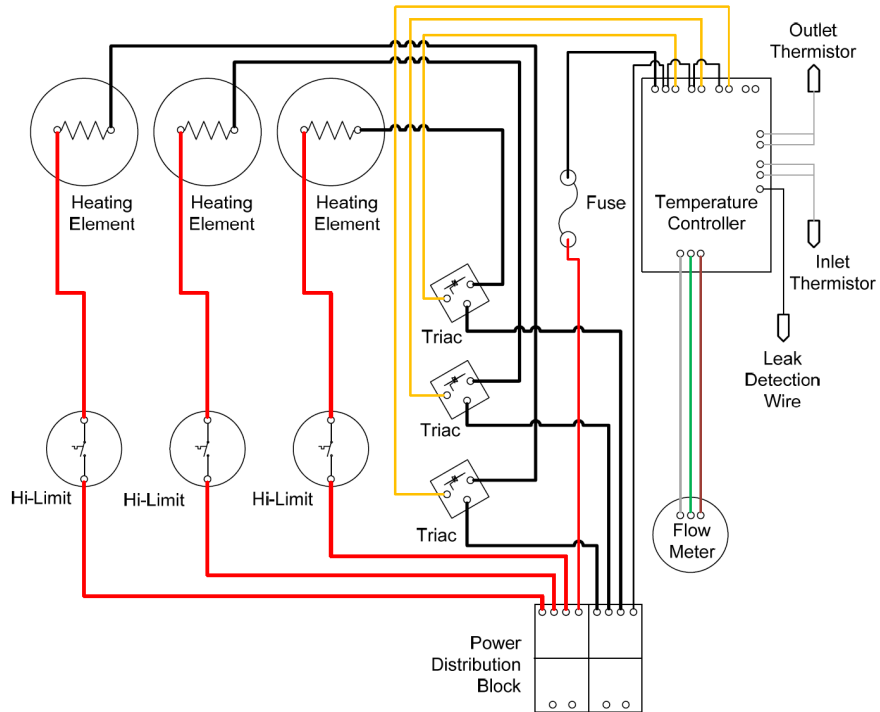 Outlet
Thermistor
Heating
Element
Heating
Element
Heating
Element
Fuse
Temperature
Controller
Inlet
Thermistor
Triac
Leak
Detection
Wire
Triac
Hi-Limit
Hi-Limit
Hi-Limit
Triac
Flow
Meter
Power
Distribution
Block